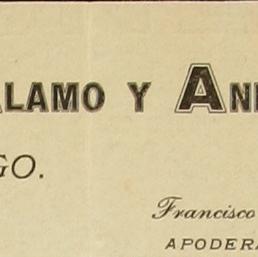 ALAMO Y AN
GO.
Francisco
APODERA